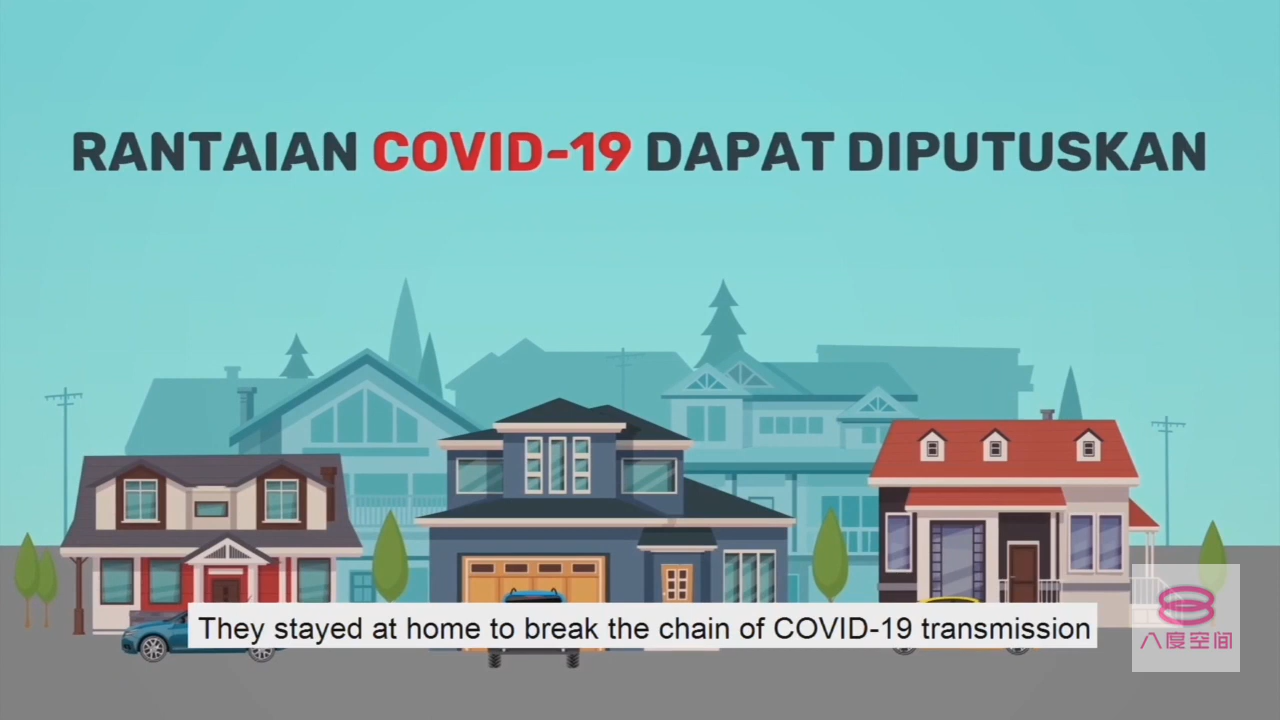 RANTAIAN COVID-19 DAPAT DIPUTUSKAN
They stayed at home to break the chain of COVID-19 transmission
八度空间